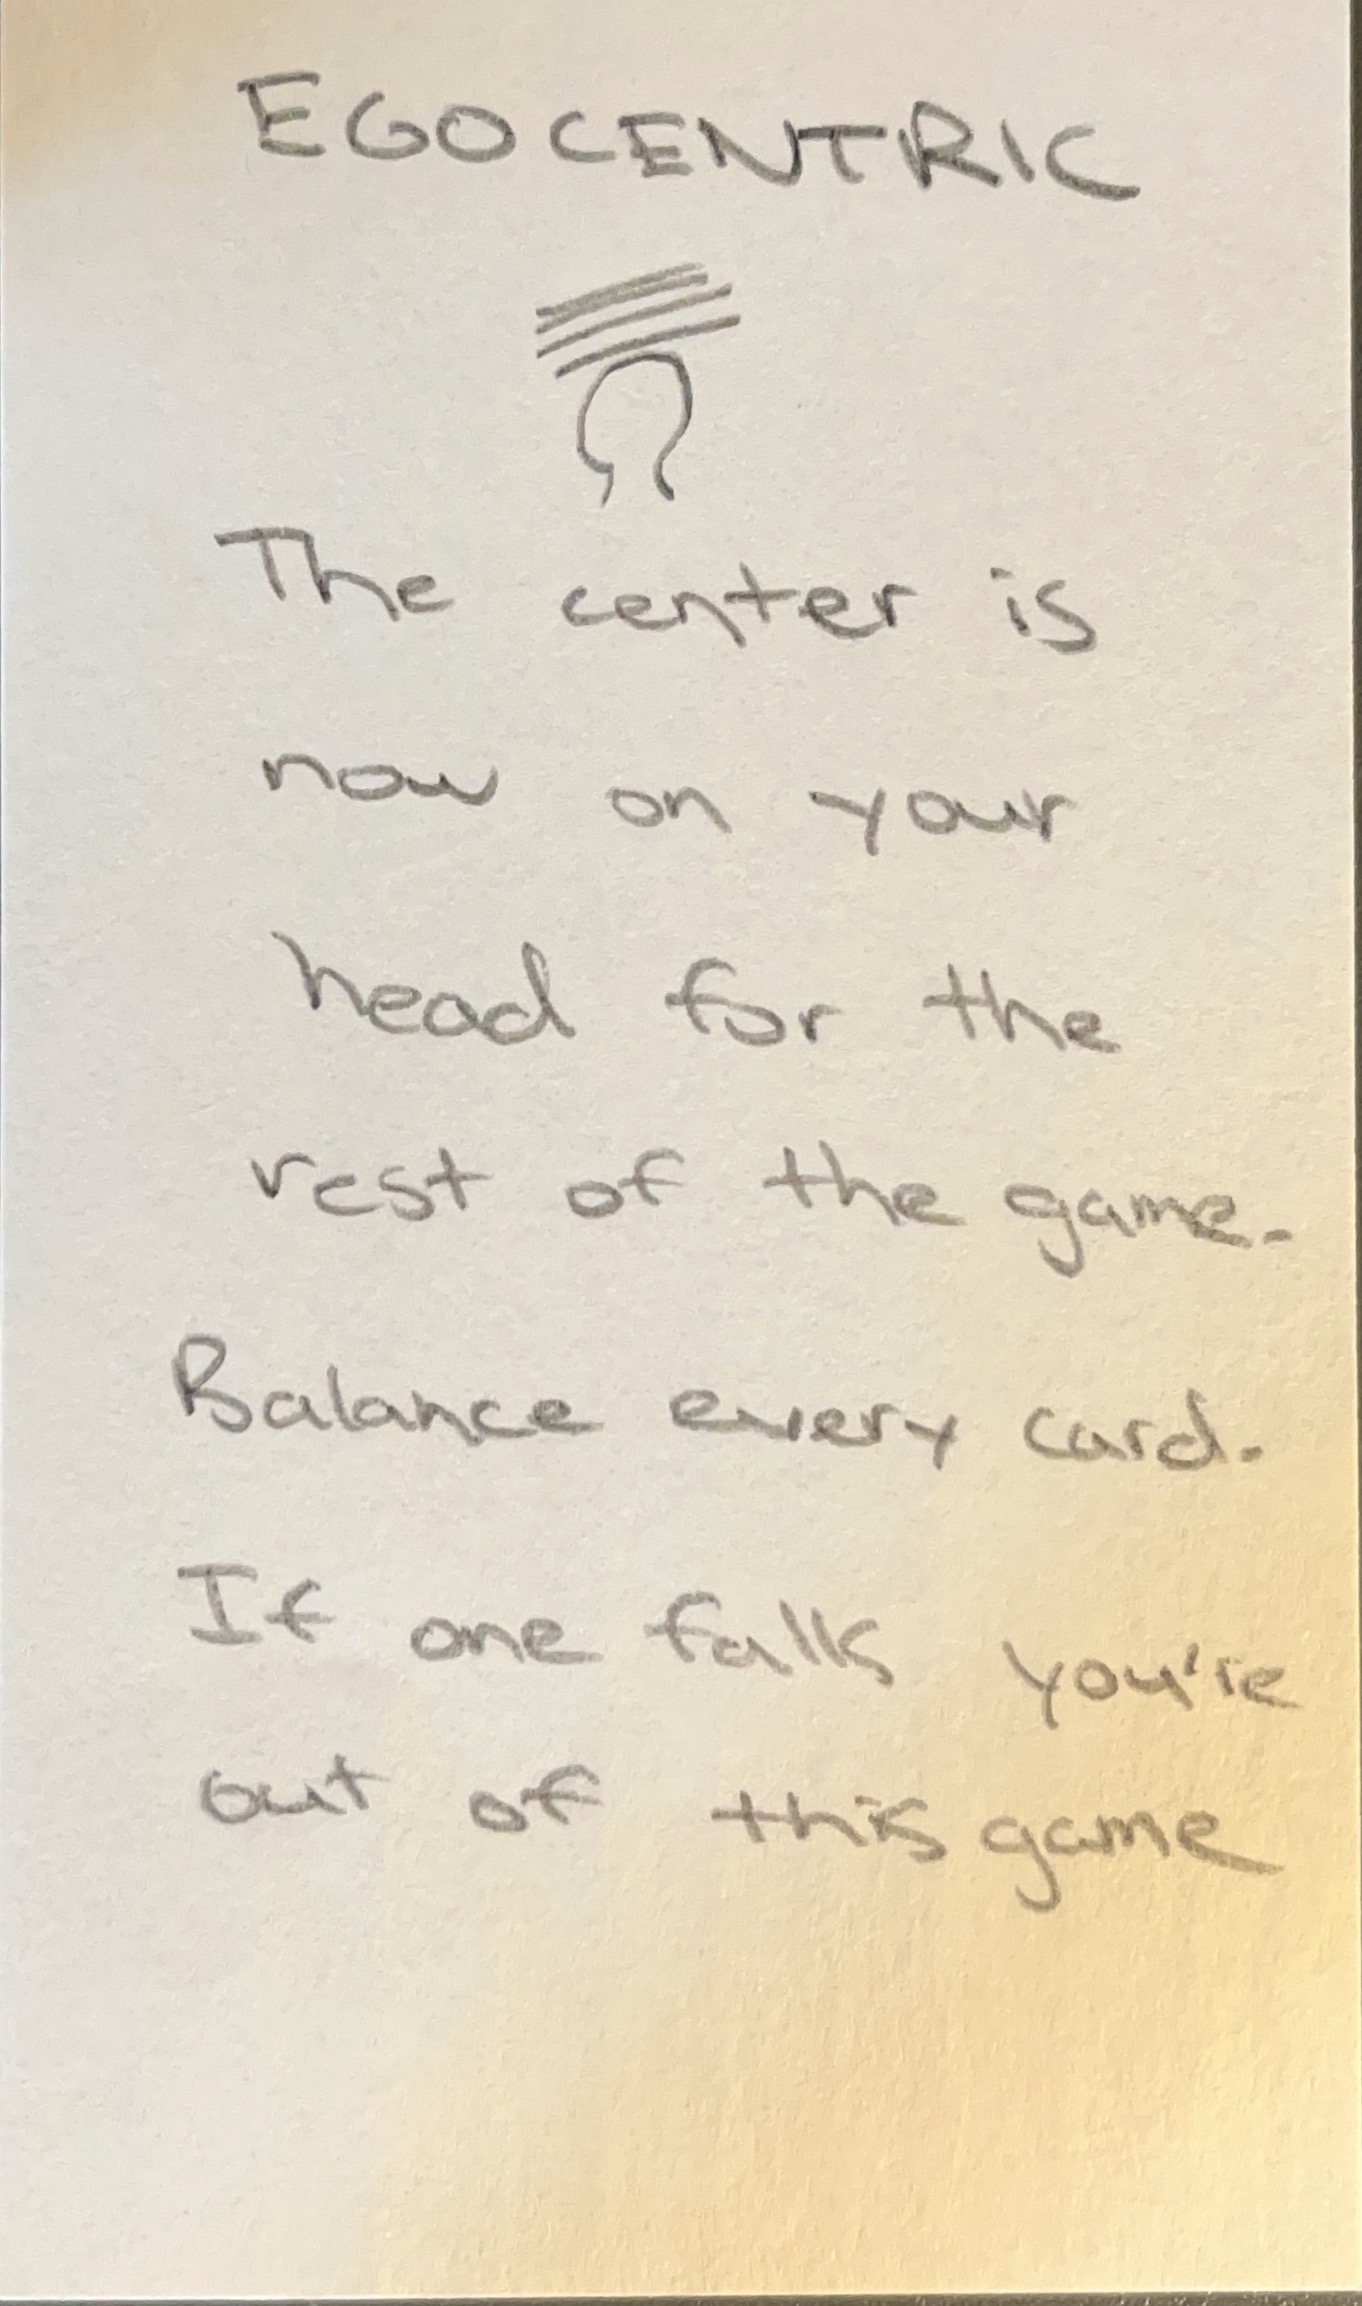 EGOCENTRIC
The center is
now on your
head for the
rest of the game.
Balance every card.
If one falls you're
out of this game